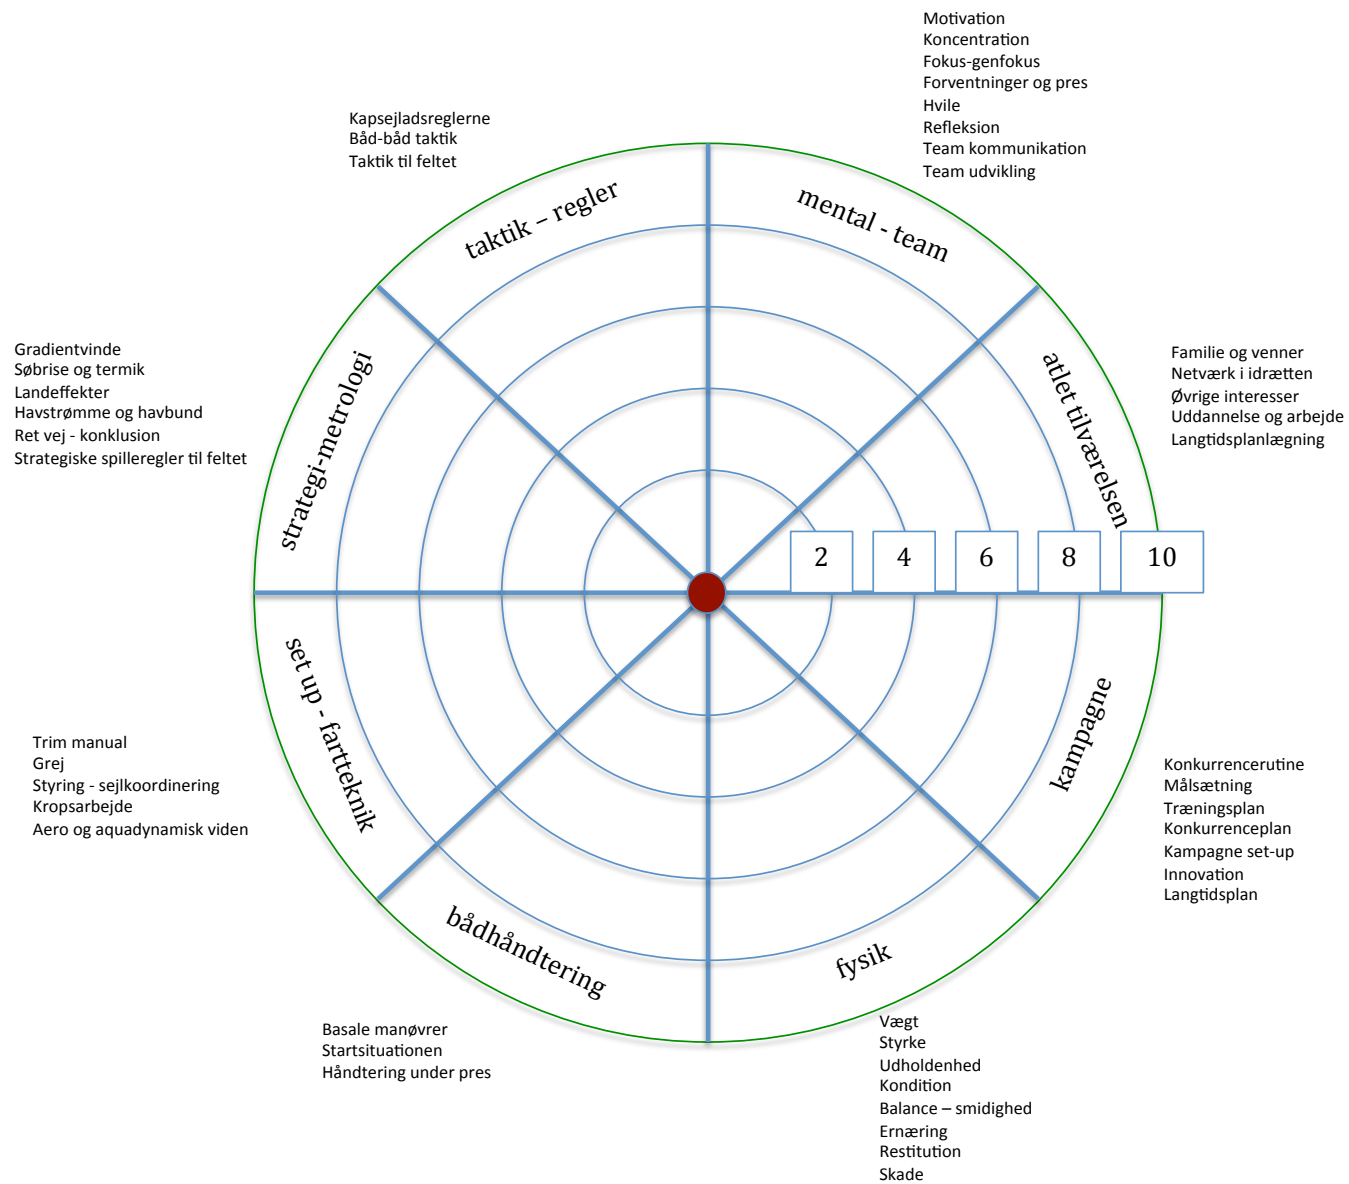 Motivation
Koncentration
Fokus-genfokus
Forventninger og pres
Hvile
Refleksion
Team kommunikation
Team udvikling
Kapsejladsreglerne
Båd-båd taktik
Taktik til feltet
taktik – regler
mental - team
Gradientvinde
Søbrise og termik
Landeffekter
Havstrømme og havbund
Ret vej - konklusion
Strategiske spilleregler til feltet
strategi-metrologi
atlet tilværelsen
Familie og venner
Netværk i idrætten
Øvrige interesser
Uddannelse og arbejde
Langtidsplanlægning
2 4 6 8 10
set up - fartteknik
kampagne
Trim manual
Grej
Styring - sejlkoordinering
Kropsarbejde
Aero og aquadynamisk viden
Konkurrencerutine
Målsætning
Træningsplan
Konkurrenceplan
Kampagne set-up
Innovation
Langtidsplan
bådhåndtering
fysik
Basale manøvrer
Startsituationen
Håndtering under pres
Vægt
Styrke
Udholdenhed
Kondition
Balance – smidighed
Ernæring
Restitution
Skade